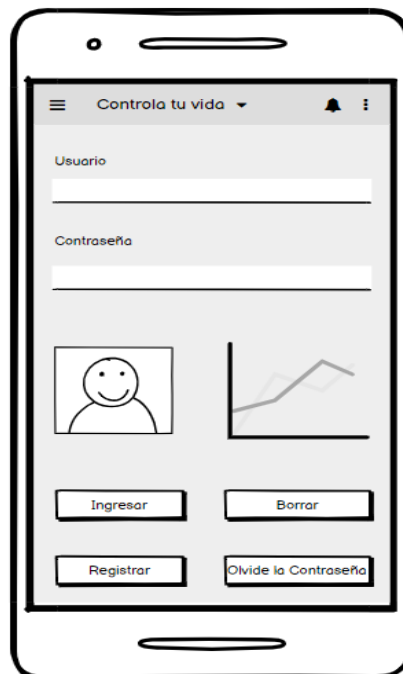 Controla tu vida
Usuario
Contraseña
Ingresar
Borrar
Registrar
Olvide la Contraseña